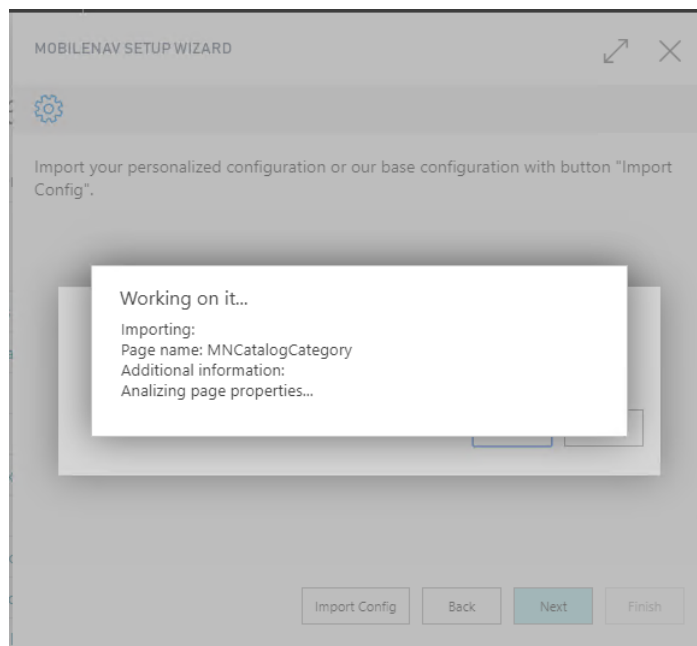 MOBILENAV SETUP WIZARD
Import your personalized configuration or our base configuration with button "Import
Config".
Working on it...
Importing:
Page name: MNCatalogCategory
Additional information:
Analizing page properties...
Import Config
Back
Next
Finish